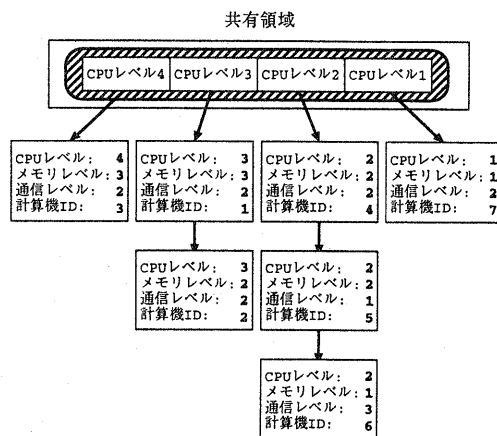 共有領域
CPUレベル4 CPUレベル3 CPUレベル2 CPUレベル1
CPUレベル: 4
メモリレベル: 3
通信レベル: 2
計算機ID: 3
CPUレベル: 3
メモリレベル: 3
通信レベル: 2
計算機ID: 1
CPUレベル: 2
メモリレベル: 2
通信レベル: 2
計算機ID: 4
CPUレベル: 1
メモリレベル: 1
通信レベル: 2
計算機ID: 7
CPUレベル: 3
メモリレベル: 2
通信レベル: 2
計算機ID: 2
CPUレベル: 2
メモリレベル: 2
通信レベル: 1
計算機ID: 5
CPUレベル: 2
メモリレベル: 1
通信レベル: 3
計算機ID: 6